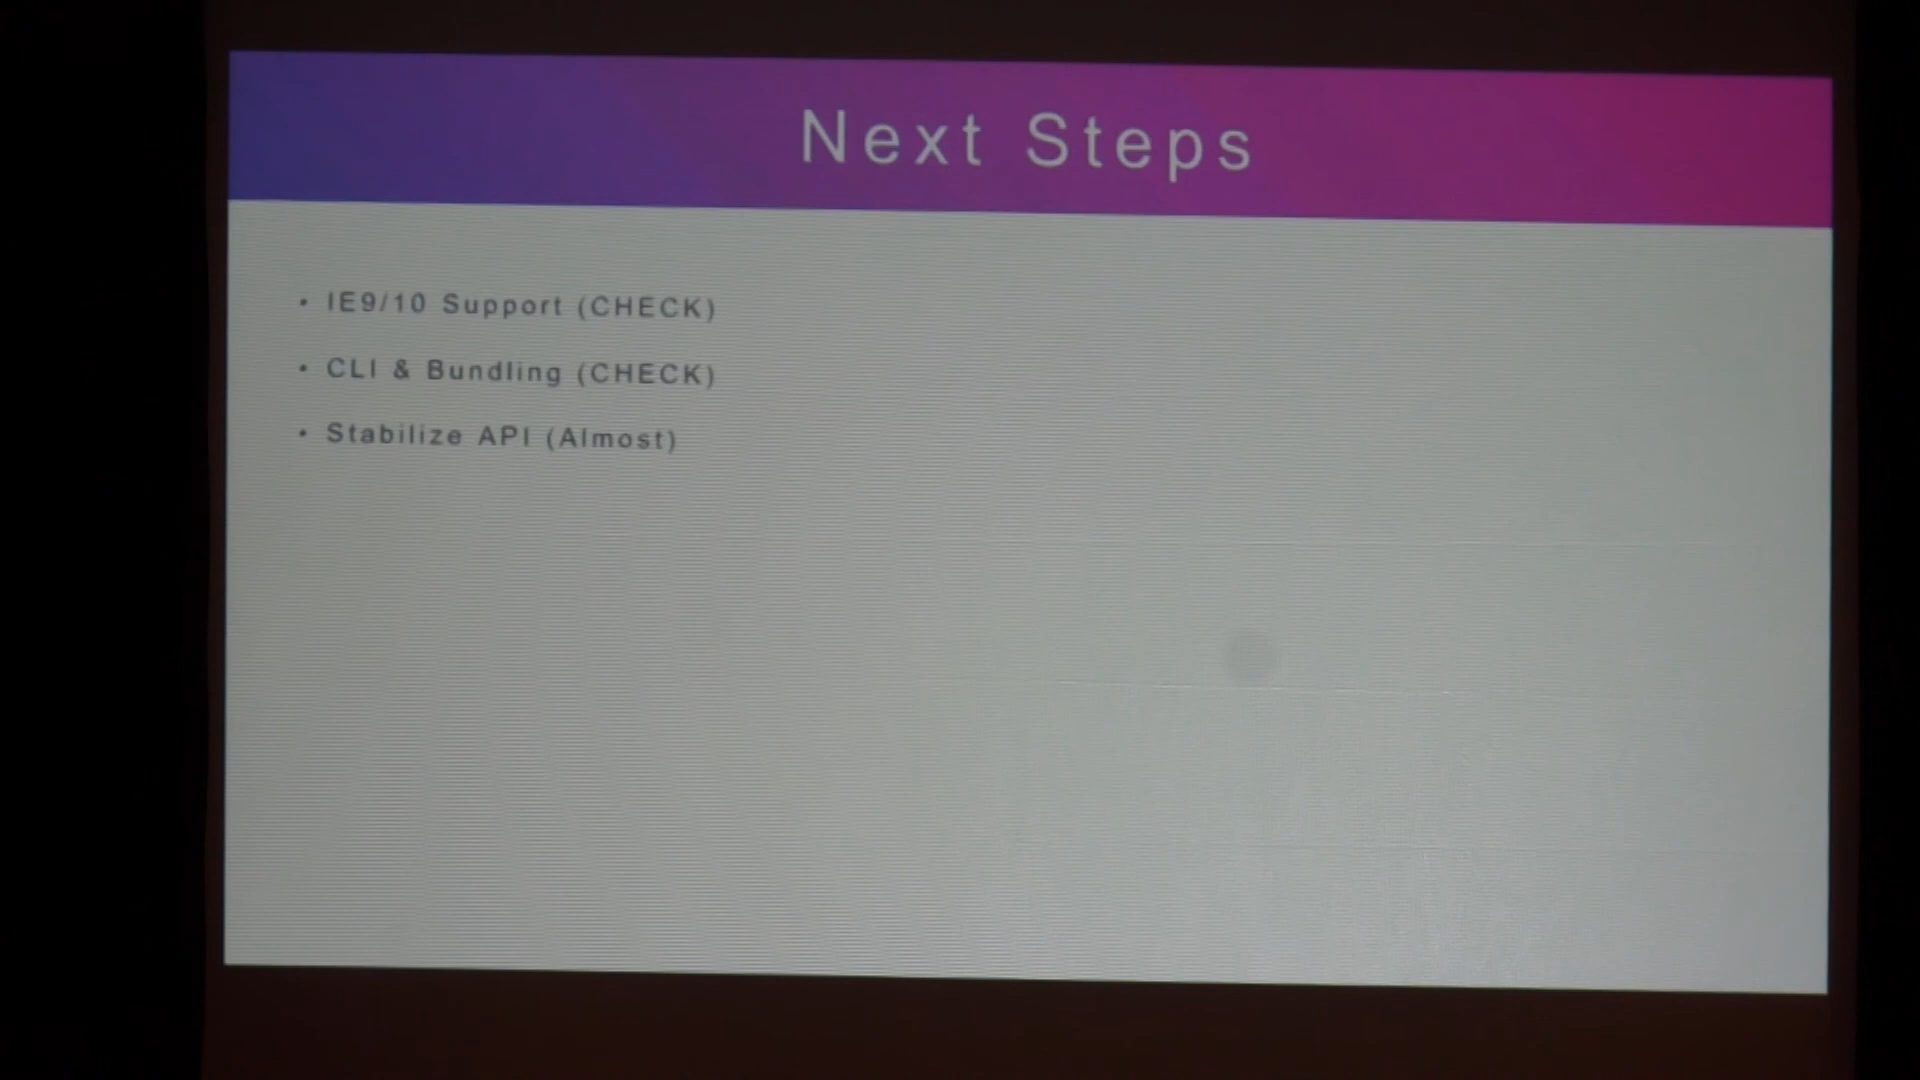 Next Steps
• IE9/10 Support (CHECK)
• CLI & Bundling (CHECK)
• Stabilize API (Almost)